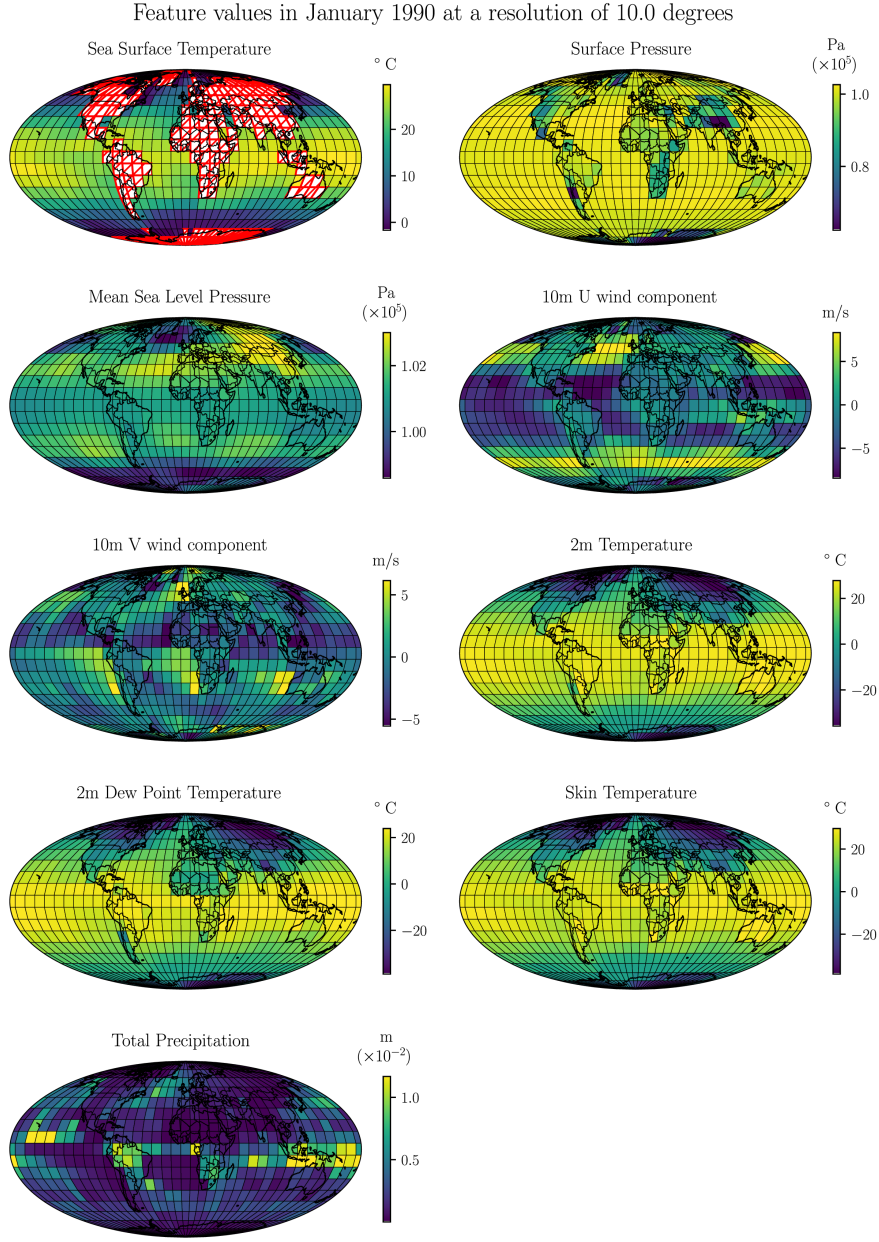 Feature values in January 1990 at a resolution of 10.0 degrees
Sea Surface Temperature
° C
20
10
0
Surface Pressure
Pa
(×10⁵)
1.0
0.8
Mean Sea Level Pressure
Pa
(×10⁵)
1.02
1.00
10m U wind component
m/s
5
0
−5
10m V wind component
m/s
5
0
−5
2m Temperature
° C
20
0
−20
2m Dew Point Temperature
° C
20
0
−20
Skin Temperature
° C
20
0
−20
Total Precipitation
m
(×10⁻²)
1.0
0.5